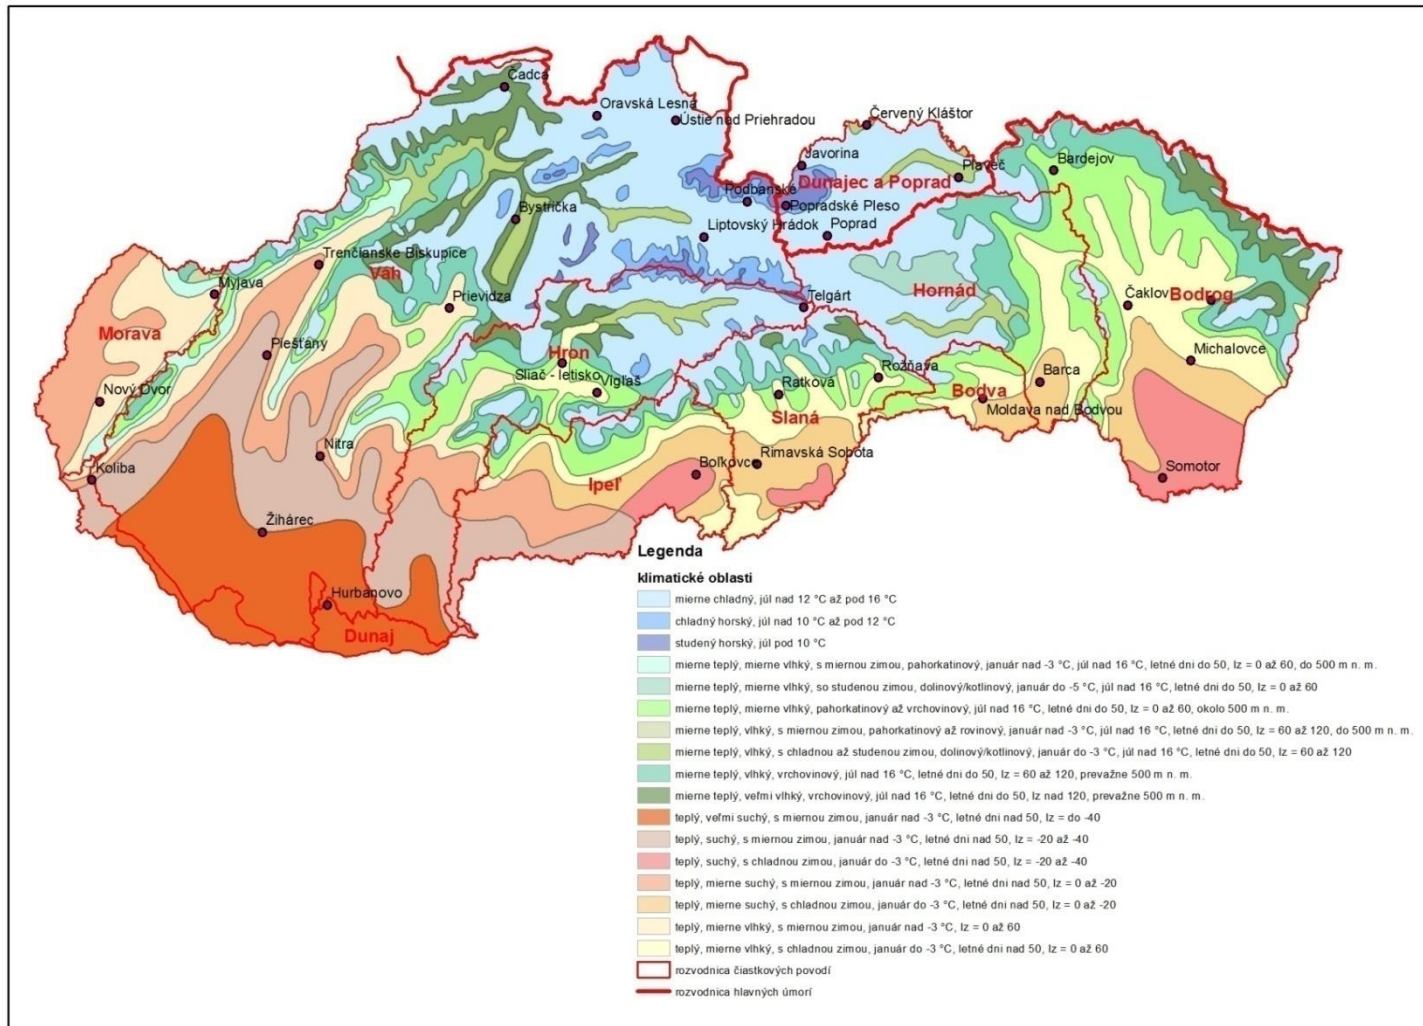 Čadca
Oravská Lesná
Ústie nad Priehradou
Červený Kláštor
Javorina
Plaveč
Bardejov
Dunajec a Poprad
Podbanské
Popradské Pleso
Bystrička
Liptovský Hrádok
Poprad
Trenčianske Biskupice
Váh
Myjava
Prievidza
Telgárt
Hornád
Čaklov
Bodrog
Morava
Piešťany
Hron
Sliač - letisko
Vígľaš
Michalovce
Nový Dvor
Ratková
Rožňava
Barca
Bodva
Moldava nad Bodvou
Slaná
Nitra
Koliba
Boľkovce
Rimavská Sobota
Somotor
Ipeľ
Žihárec
Hurbanovo
Dunaj
Legenda
klimatické oblasti
mierne chladný, júl nad 12 °C až pod 16 °C
chladný horský, júl nad 10 °C až pod 12 °C
studený horský, júl pod 10 °C
mierne teplý, mierne vlhký, s miernou zimou, pahorkatinový, január nad -3 °C, júl nad 16 °C, letné dni do 50, Iz = 0 až 60, do 500 m n. m.
mierne teplý, mierne vlhký, so studenou zimou, dolinový/kotlinový, január do -5 °C, júl nad 16 °C, letné dni do 50, Iz = 0 až 60
mierne teplý, mierne vlhký, pahorkatinový až vrchovinový, júl nad 16 °C, letné dni do 50, Iz = 0 až 60, okolo 500 m n. m.
mierne teplý, vlhký, s miernou zimou, pahorkatinový až rovinový, január nad -3 °C, júl nad 16 °C, letné dni do 50, Iz = 60 až 120, do 500 m n. m.
mierne teplý, vlhký, s chladnou až studenou zimou, dolinový/kotlinový, január do -3 °C, júl nad 16 °C, letné dni do 50, Iz = 60 až 120
mierne teplý, vlhký, vrchovinový, júl nad 16 °C, letné dni do 50, Iz = 60 až 120, prevažne 500 m n. m.
mierne teplý, veľmi vlhký, vrchovinový, júl nad 16 °C, letné dni do 50, Iz nad 120, prevažne 500 m n. m.
teplý, veľmi suchý, s miernou zimou, január nad -3 °C, letné dni nad 50, Iz = do -40
teplý, suchý, s miernou zimou, január nad -3 °C, letné dni nad 50, Iz = -20 až -40
teplý, suchý, s chladnou zimou, január do -3 °C, letné dni nad 50, Iz = -20 až -40
teplý, mierne suchý, s miernou zimou, január nad -3 °C, letné dni nad 50, Iz = 0 až -20
teplý, mierne suchý, s chladnou zimou, január do -3 °C, letné dni nad 50, Iz = 0 až -20
teplý, mierne vlhký, s miernou zimou, január nad -3 °C, Iz = 0 až 60
teplý, mierne vlhký, s chladnou zimou, január do -3 °C, letné dni nad 50, Iz = 0 až 60
rozvodnica čiastkových povodí
rozvodnica hlavných úmorí